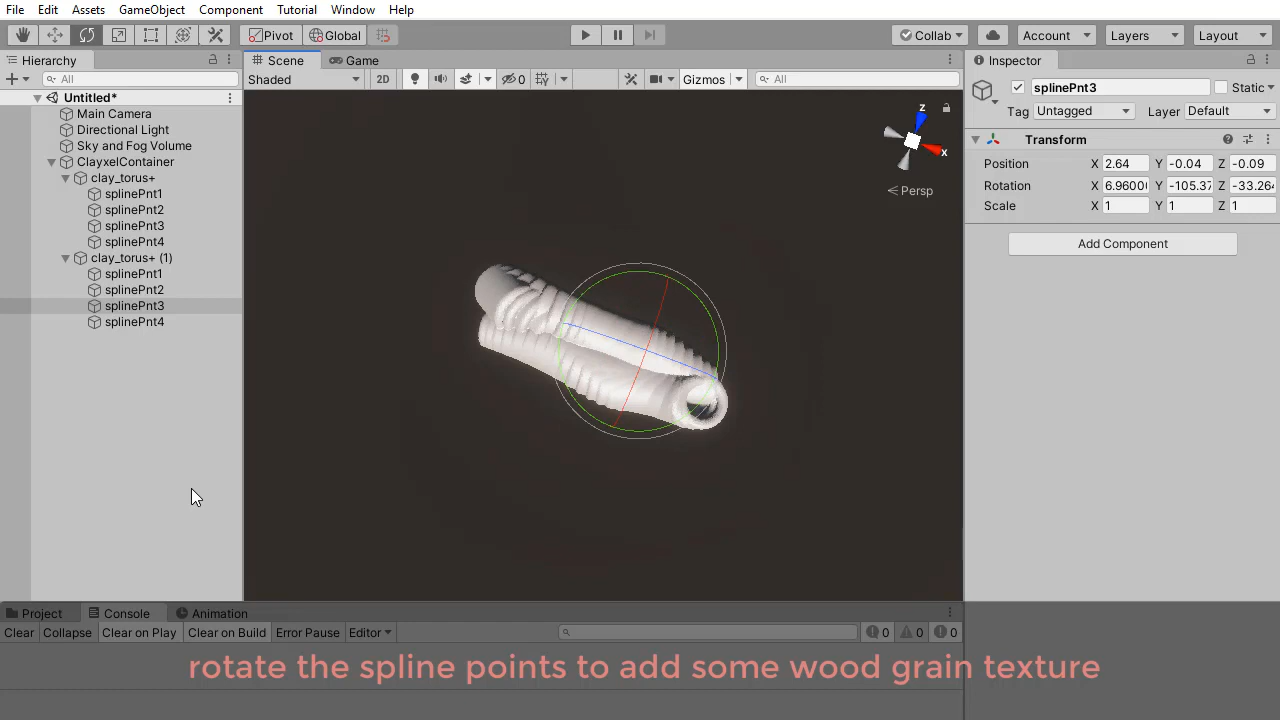 File Edit Assets GameObject Component Tutorial Window Help
Pivot Global Collab Account Layers Layout
Hierarchy
All
Untitled*
Main Camera
Directional Light
Sky and Fog Volume
ClayxelContainer
clay_torus+
splinePnt1
splinePnt2
splinePnt3
splinePnt4
clay_torus+ (1)
splinePnt1
splinePnt2
splinePnt3
splinePnt4
Scene Game
Shaded 2D 0 Gizmos All
z
x
Persp
Inspector
splinePnt3 Static
Tag Untagged Layer Default
Transform
Position X 2.64 Y -0.04 Z -0.09
Rotation X 6.9600 Y -105.37 Z -33.264
Scale X 1 Y 1 Z 1
Add Component
Project Console Animation
Clear Collapse Clear on Play Clear on Build Error Pause Editor 0 0 0
rotate the spline points to add some wood grain texture